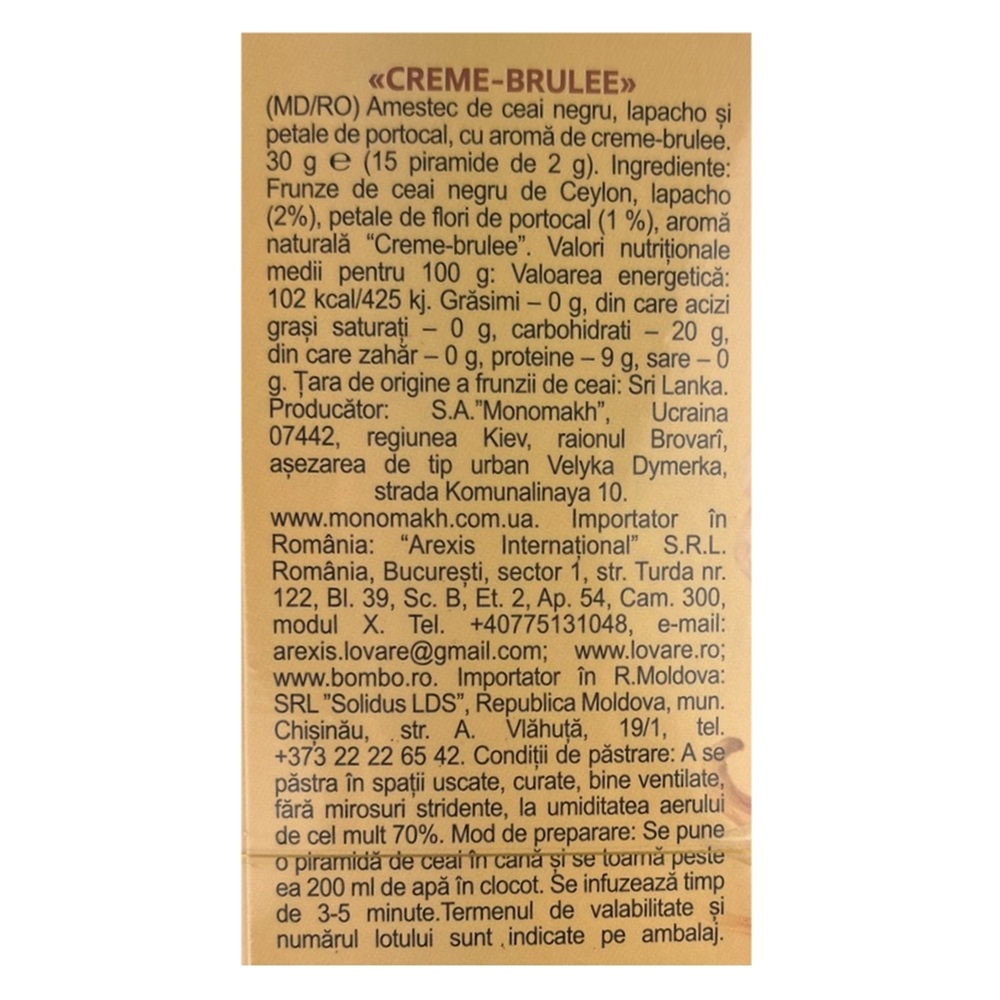 «CREME-BRULEE»
(MD/RO) Amestec de ceai negru, lapacho și
petale de portocal, cu aromă de creme-brulee.
30 g ℮ (15 piramide de 2 g). Ingrediente:
Frunze de ceai negru de Ceylon, lapacho
(2%), petale de flori de portocal (1 %), aromă
naturală “Creme-brulee”. Valori nutriționale
medii pentru 100 g: Valoarea energetică:
102 kcal/425 kj. Grăsimi – 0 g, din care acizi
grași saturați – 0 g, carbohidrati – 20 g,
din care zahăr – 0 g, proteine – 9 g, sare – 0
g. Țara de origine a frunzii de ceai: Sri Lanka.
Producător: S.A.”Monomakh”, Ucraina
07442, regiunea Kiev, raionul Brovarî,
așezarea de tip urban Velyka Dymerka,
strada Komunalinaya 10.
www.monomakh.com.ua. Importator în
România: “Arexis Internațional” S.R.L.
România, București, sector 1, str. Turda nr.
122, Bl. 39, Sc. B, Et. 2, Ap. 54, Cam. 300,
modul X. Tel. +40775131048, e-mail:
arexis.lovare@gmail.com; www.lovare.ro;
www.bombo.ro. Importator în R.Moldova:
SRL ”Solidus LDS”, Republica Moldova, mun.
Chișinău, str. A. Vlăhuță, 19/1, tel.
+373 22 22 65 42. Condiții de păstrare: A se
păstra în spații uscate, curate, bine ventilate,
fără mirosuri stridente, la umiditatea aerului
de cel mult 70%. Mod de preparare: Se pune
o piramidă de ceai în cană și se toarnă peste
ea 200 ml de apă în clocot. Se infuzează timp
de 3-5 minute.Termenul de valabilitate și
numărul lotului sunt indicate pe ambalaj.